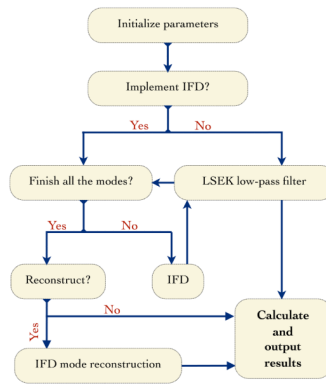 Initialize parameters
Implement IFD?
Yes
No
Finish all the modes?
LSEK low-pass filter
Yes
No
Reconstruct?
IFD
No
Yes
Calculate
and
output
results
IFD mode reconstruction